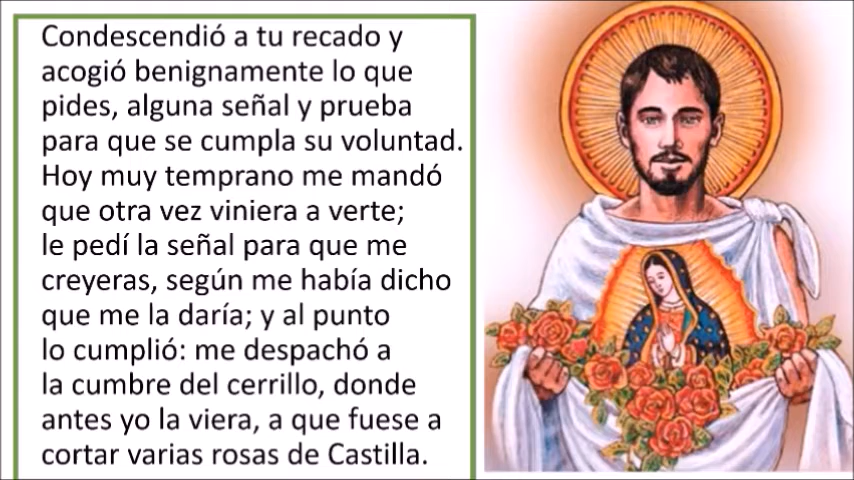 Condescendió a tu recado y
acogió benignamente lo que
pides, alguna señal y prueba
para que se cumpla su voluntad.
Hoy muy temprano me mandó
que otra vez viniera a verte;
le pedí la señal para que me
creyeras, según me había dicho
que me la daría; y al punto
lo cumplió: me despachó a
la cumbre del cerrillo, donde
antes yo la viera, a que fuese a
cortar varias rosas de Castilla.